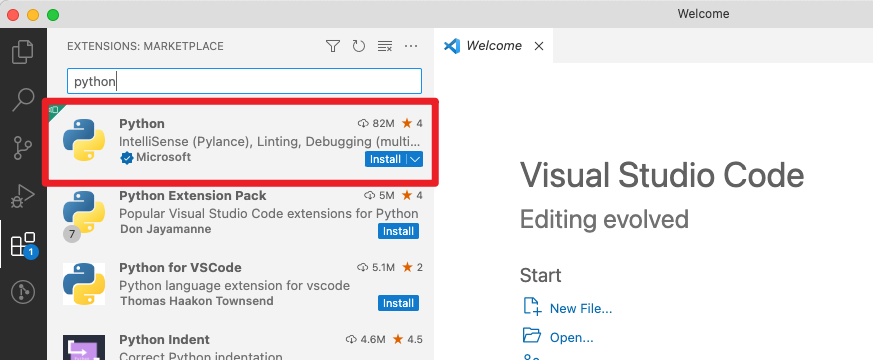 Welcome
EXTENSIONS: MARKETPLACE
Welcome
python
Python 82M 4
IntelliSense (Pylance), Linting, Debugging (multi...
Microsoft Install
Python Extension Pack 5M 4
Popular Visual Studio Code extensions for Python
Don Jayamanne Install
7
Python for VSCode 5.1M 2
Python language extension for vscode
Thomas Haakon Townsend Install
Python Indent 4.6M 4.5
Correct Python indentation
1
Visual Studio Code
Editing evolved
Start
New File...
Open...